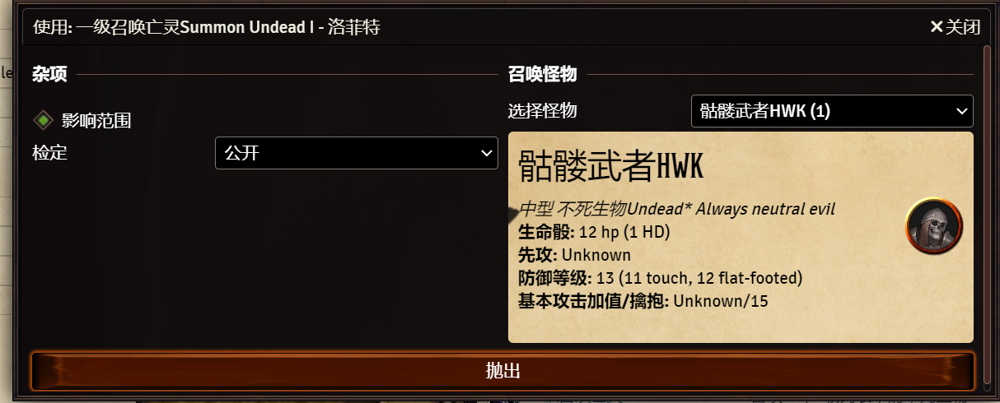 使用: 一级召唤亡灵Summon Undead I - 洛菲特
✕关闭
le
杂项
影响范围
检定
公开
召唤怪物
选择怪物
骷髅武者HWK (1)
骷髅武者HWK
中型 不死生物Undead* Always neutral evil
生命骰: 12 hp (1 HD)
先攻: Unknown
防御等级: 13 (11 touch, 12 flat-footed)
基本攻击加值/擒抱: Unknown/15
抛出